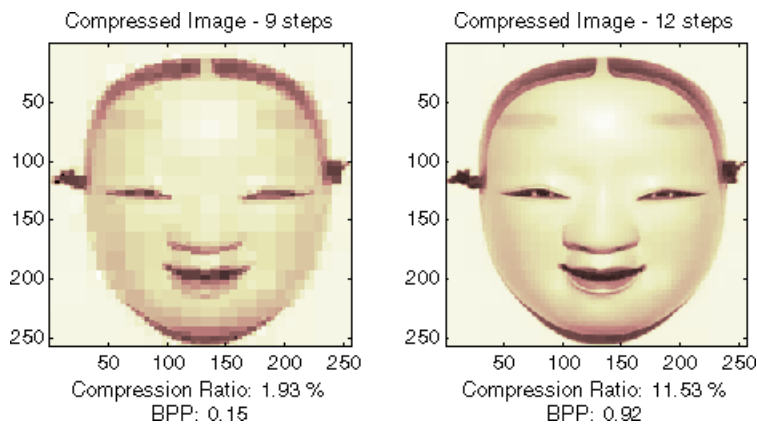 Compressed Image - 9 steps
50
100
150
200
250
50 100 150 200 250
Compression Ratio: 1.93 %
BPP: 0.15
Compressed Image - 12 steps
50
100
150
200
250
50 100 150 200 250
Compression Ratio: 11.53 %
BPP: 0.92